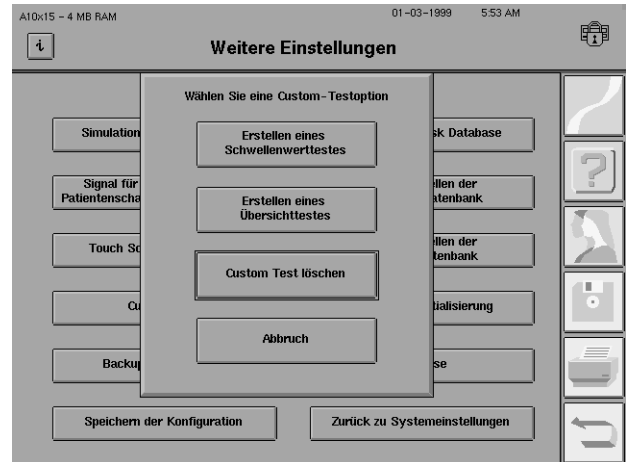 A10x15 – 4 MB RAM
01-03-1999 5:53 AM
i
Weitere Einstellungen
Wählen Sie eine Custom-Testoption
Simulation
Erstellen eines
Schwellenwerttestes
sk Database
Signal für
Patientenscha
Erstellen eines
Übersichttestes
llen der
atenbank
Touch Sc
Custom Test löschen
llen der
tenbank
Cu
tialisierung
Abbruch
Backup
se
Speichern der Konfiguration
Zurück zu Systemeinstellungen